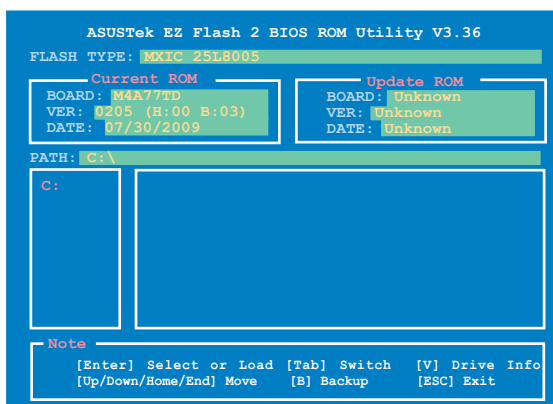 ASUSTek EZ Flash 2 BIOS ROM Utility V3.36
FLASH TYPE: MXIC 25L8005
Current ROM
BOARD: M4A77TD
VER: 0205 (H:00 B:03)
DATE: 07/30/2009
Update ROM
BOARD: Unknown
VER: Unknown
DATE: Unknown
PATH: C:\
C:
Note
[Enter] Select or Load [Tab] Switch [V] Drive Info
[Up/Down/Home/End] Move [B] Backup [ESC] Exit